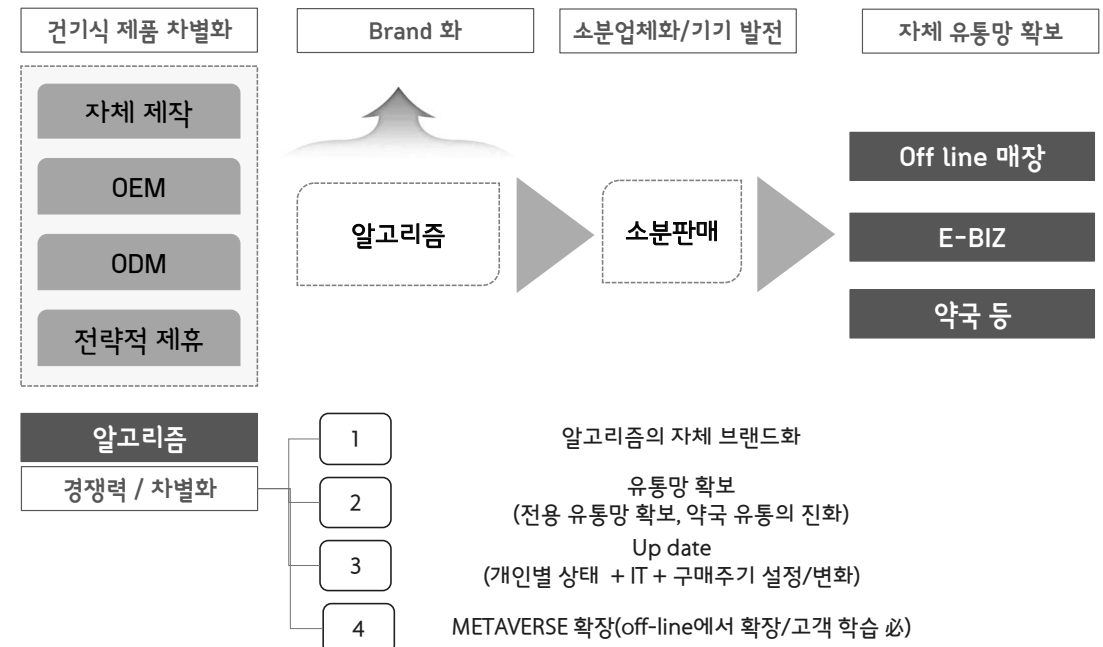 건기식 제품 차별화
Brand 화
소분업체화/기기 발전
자체 유통망 확보
자체 제작
OEM
ODM
전략적 제휴
알고리즘
소분판매
Off line 매장
E-BIZ
약국 등
알고리즘
경쟁력 / 차별화
1
알고리즘의 자체 브랜드화
2
유통망 확보
(전용 유통망 확보, 약국 유통의 진화)
3
Up date
(개인별 상태 + IT + 구매주기 설정/변화)
4
METAVERSE 확장(off-line에서 확장/고객 학습 必)